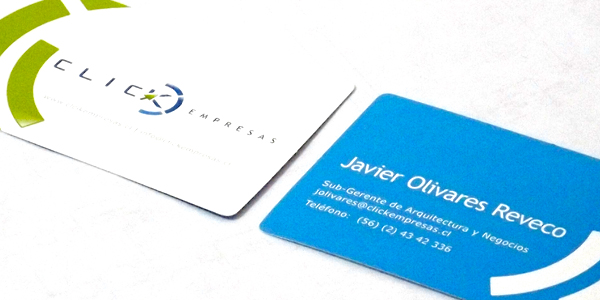 CLICK
EMPRESAS
Javier Olivares Reveco
Sub-Gerente de Arquitectura y Negocios
jolivares@clickempresas.cl
Teléfono: (56) (2) 43 42 336